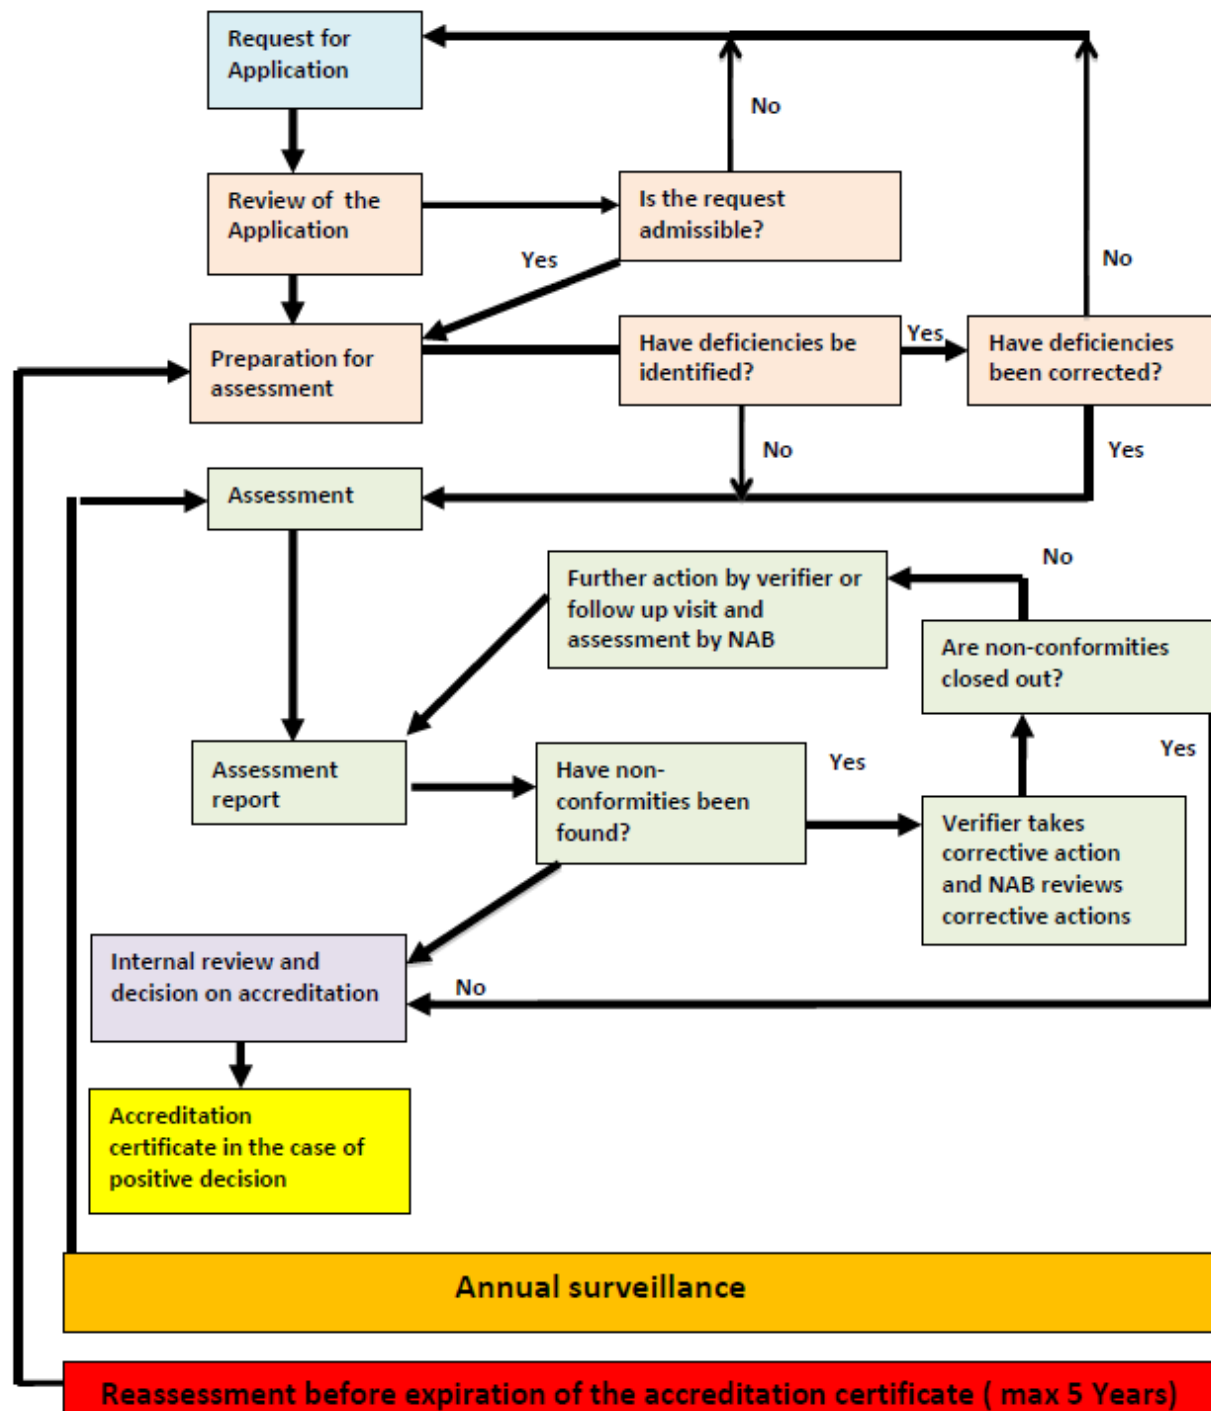 Request for
Application
No
Review of  the
Application
Is the request
admissible?
Yes
No
Preparation for
assessment
Have deficiencies be
identified?
Yes
Have deficiencies
been corrected?
No
Yes
Assessment
Further action by verifier or
follow up visit and
assessment by NAB
No
Are non-conformities
closed out?
Assessment
report
Have non-
conformities been
found?
Yes
Yes
Verifier takes
corrective action
and NAB reviews
corrective actions
Internal review and
decision on accreditation
No
Accreditation
certificate in the case of
positive decision
Annual surveillance
Reassessment before expiration of the accreditation certificate ( max 5 Years)